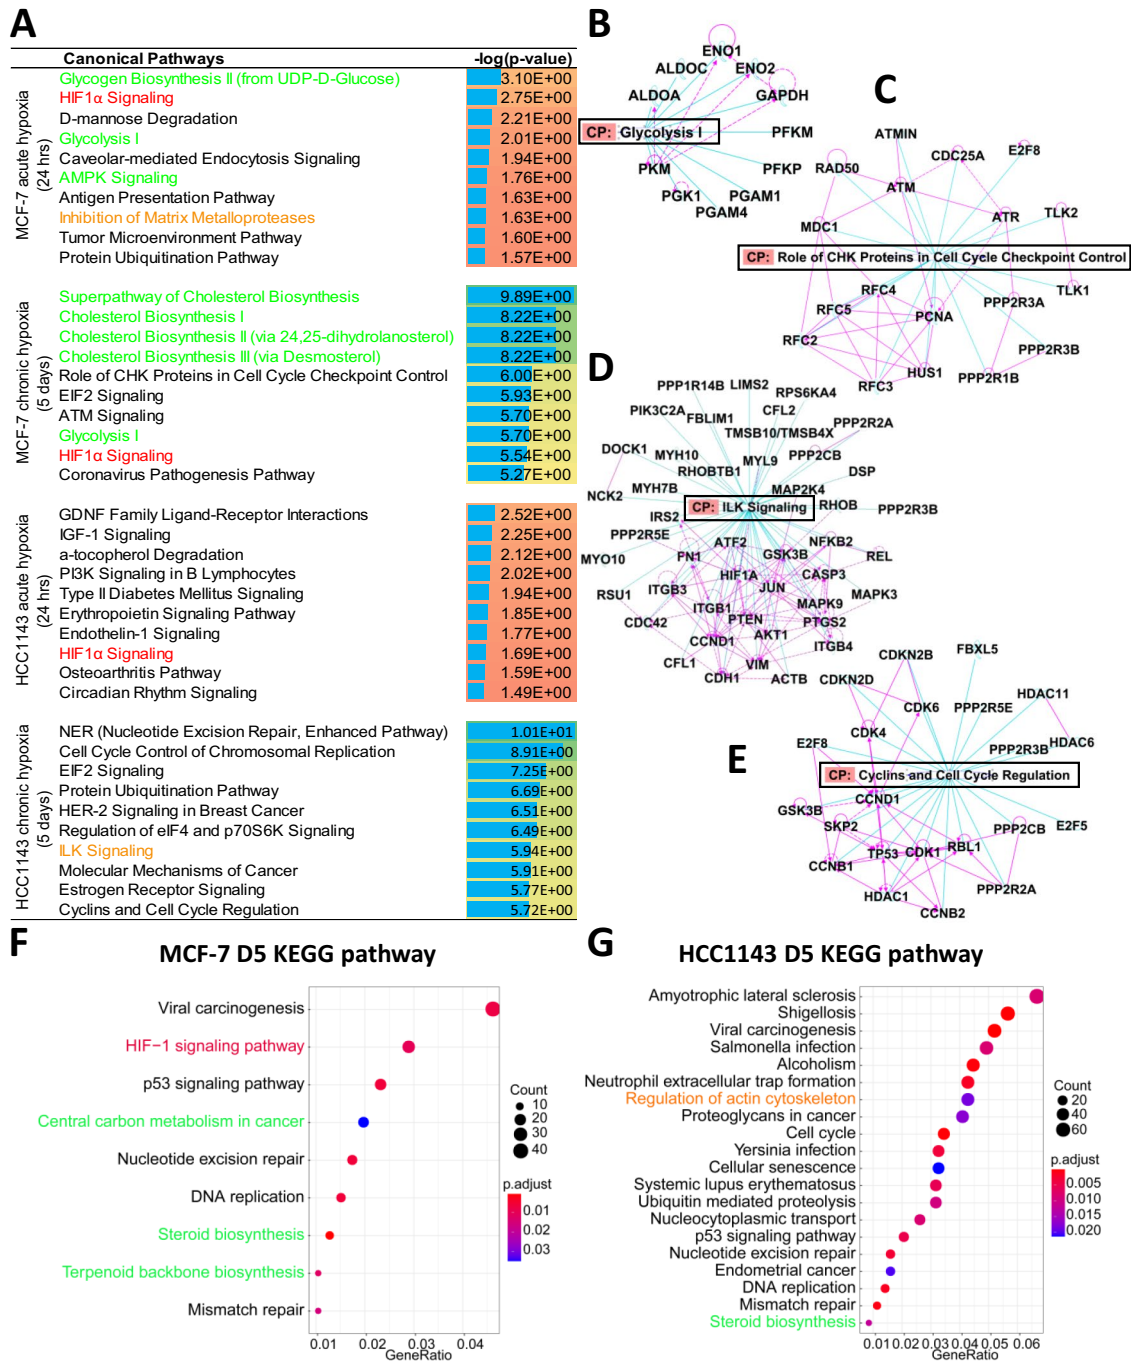 A
Canonical Pathways -log(p-value)
MCF-7 acute hypoxia
(24 hrs)
Glycogen Biosynthesis II (from UDP-D-Glucose) 3.10E+00
HIF1α Signaling 2.75E+00
D-mannose Degradation 2.21E+00
Glycolysis I 2.01E+00
Caveolar-mediated Endocytosis Signaling 1.94E+00
AMPK Signaling 1.76E+00
Antigen Presentation Pathway 1.63E+00
Inhibition of Matrix Metalloproteases 1.63E+00
Tumor Microenvironment Pathway 1.60E+00
Protein Ubiquitination Pathway 1.57E+00
MCF-7 chronic hypoxia
(5 days)
Superpathway of Cholesterol Biosynthesis 9.89E+00
Cholesterol Biosynthesis I 8.22E+00
Cholesterol Biosynthesis II (via 24,25-dihydrolanosterol) 8.22E+00
Cholesterol Biosynthesis III (via Desmosterol) 8.22E+00
Role of CHK Proteins in Cell Cycle Checkpoint Control 6.00E+00
EIF2 Signaling 5.93E+00
ATM Signaling 5.70E+00
Glycolysis I 5.70E+00
HIF1α Signaling 5.54E+00
Coronavirus Pathogenesis Pathway 5.27E+00
HCC1143 acute hypoxia
(24 hrs)
GDNF Family Ligand-Receptor Interactions 2.52E+00
IGF-1 Signaling 2.25E+00
a-tocopherol Degradation 2.12E+00
PI3K Signaling in B Lymphocytes 2.02E+00
Type II Diabetes Mellitus Signaling 1.94E+00
Erythropoietin Signaling Pathway 1.85E+00
Endothelin-1 Signaling 1.77E+00
HIF1α Signaling 1.69E+00
Osteoarthritis Pathway 1.59E+00
Circadian Rhythm Signaling 1.49E+00
HCC1143 chronic hypoxia
(5 days)
NER (Nucleotide Excision Repair, Enhanced Pathway) 1.01E+01
Cell Cycle Control of Chromosomal Replication 8.91E+00
EIF2 Signaling 7.25E+00
Protein Ubiquitination Pathway 6.69E+00
HER-2 Signaling in Breast Cancer 6.51E+00
Regulation of eIF4 and p70S6K Signaling 6.49E+00
ILK Signaling 5.94E+00
Molecular Mechanisms of Cancer 5.91E+00
Estrogen Receptor Signaling 5.77E+00
Cyclins and Cell Cycle Regulation 5.72E+00
B
ENO1
ALDOC ENO2
ALDOA GAPDH
CP: Glycolysis I PFKM
PKM PFKP
PGK1 PGAM1
PGAM4
C
ATMIN
CDC25A E2F8
RAD50
ATM
MDC1 ATR TLK2
CP: Role of CHK Proteins in Cell Cycle Checkpoint Control
RFC4 TLK1
RFC5 PCNA PPP2R3A
RFC2
HUS1 PPP2R3B
RFC3 PPP2R1B
D
PPP1R14B LIMS2 RPS6KA4
PIK3C2A FBLIM1 CFL2
TMSB10/TMSB4X PPP2R2A
DOCK1 MYH10 MYL9 PPP2CB
RHOBTB1 DSP
NCK2 MYH7B MAP2K4
CP: ILK Signaling RHOB PPP2R3B
IRS2
PPP2R5E ATF2 NFKB2
MYO10 FN1 GSK3B REL
HIF1A CASP3
RSU1 ITGB3 JUN MAPK3
ITGB1 MAPK9
CDC42 PTEN PTGS2
CCND1 AKT1 ITGB4
CFL1 VIM
CDH1 ACTB
E
CDKN2B FBXL5
CDKN2D
CDK6 PPP2R5E HDAC11
CDK4
E2F8 PPP2R3B HDAC6
CP: Cyclins and Cell Cycle Regulation
CCND1
GSK3B
SKP2 PPP2CB E2F5
TP53 CDK1 RBL1
CCNB1
HDAC1 PPP2R2A
CCNB2
F
MCF-7 D5 KEGG pathway
Viral carcinogenesis
HIF−1 signaling pathway
p53 signaling pathway
Central carbon metabolism in cancer
Nucleotide excision repair
DNA replication
Steroid biosynthesis
Terpenoid backbone biosynthesis
Mismatch repair
0.01 0.02 0.03 0.04
GeneRatio
Count
10
20
30
40
p.adjust
0.01
0.02
0.03
G
HCC1143 D5 KEGG pathway
Amyotrophic lateral sclerosis
Shigellosis
Viral carcinogenesis
Salmonella infection
Alcoholism
Neutrophil extracellular trap formation
Regulation of actin cytoskeleton
Proteoglycans in cancer
Cell cycle
Yersinia infection
Cellular senescence
Systemic lupus erythematosus
Ubiquitin mediated proteolysis
Nucleocytoplasmic transport
p53 signaling pathway
Nucleotide excision repair
Endometrial cancer
DNA replication
Mismatch repair
Steroid biosynthesis
0.01 0.02 0.03 0.04 0.05 0.06
GeneRatio
Count
20
40
60
p.adjust
0.005
0.010
0.015
0.020